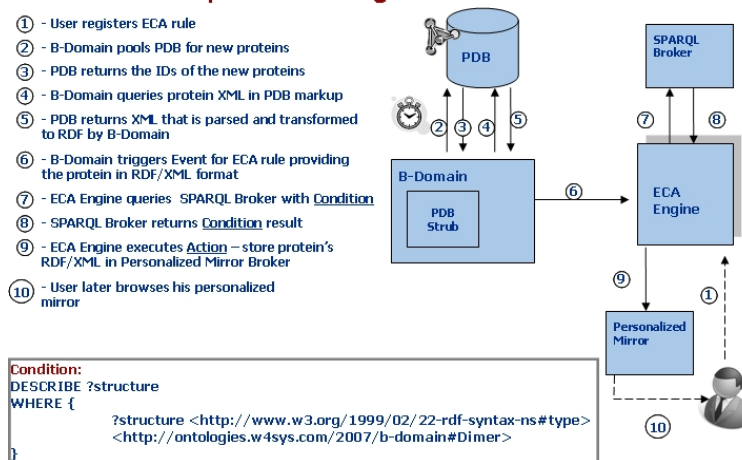 ① - User registers ECA rule
② - B-Domain pools PDB for new proteins
③ - PDB returns the IDs of the new proteins
④ - B-Domain queries protein XML in PDB markup
⑤ - PDB returns XML that is parsed and transformed
to RDF by B-Domain
⑥ - B-Domain triggers Event for ECA rule providing
the protein in RDF/XML format
⑦ - ECA Engine queries SPARQL Broker with Condition
⑧ - SPARQL Broker returns Condition result
⑨ - ECA Engine executes Action – store protein's
RDF/XML in Personalized Mirror Broker
⑩ - User later browses his personalized
mirror
PDB
SPARQL
Broker
② ③ ④ ⑤
⑦ ⑧
B-Domain
PDB
Strub
⑥
ECA
Engine
⑨
①
Personalized
Mirror
⑩
Condition:
DESCRIBE ?structure
WHERE {
?structure <http://www.w3.org/1999/02/22-rdf-syntax-ns#type>
<http://ontologies.w4sys.com/2007/b-domain#Dimer>
}